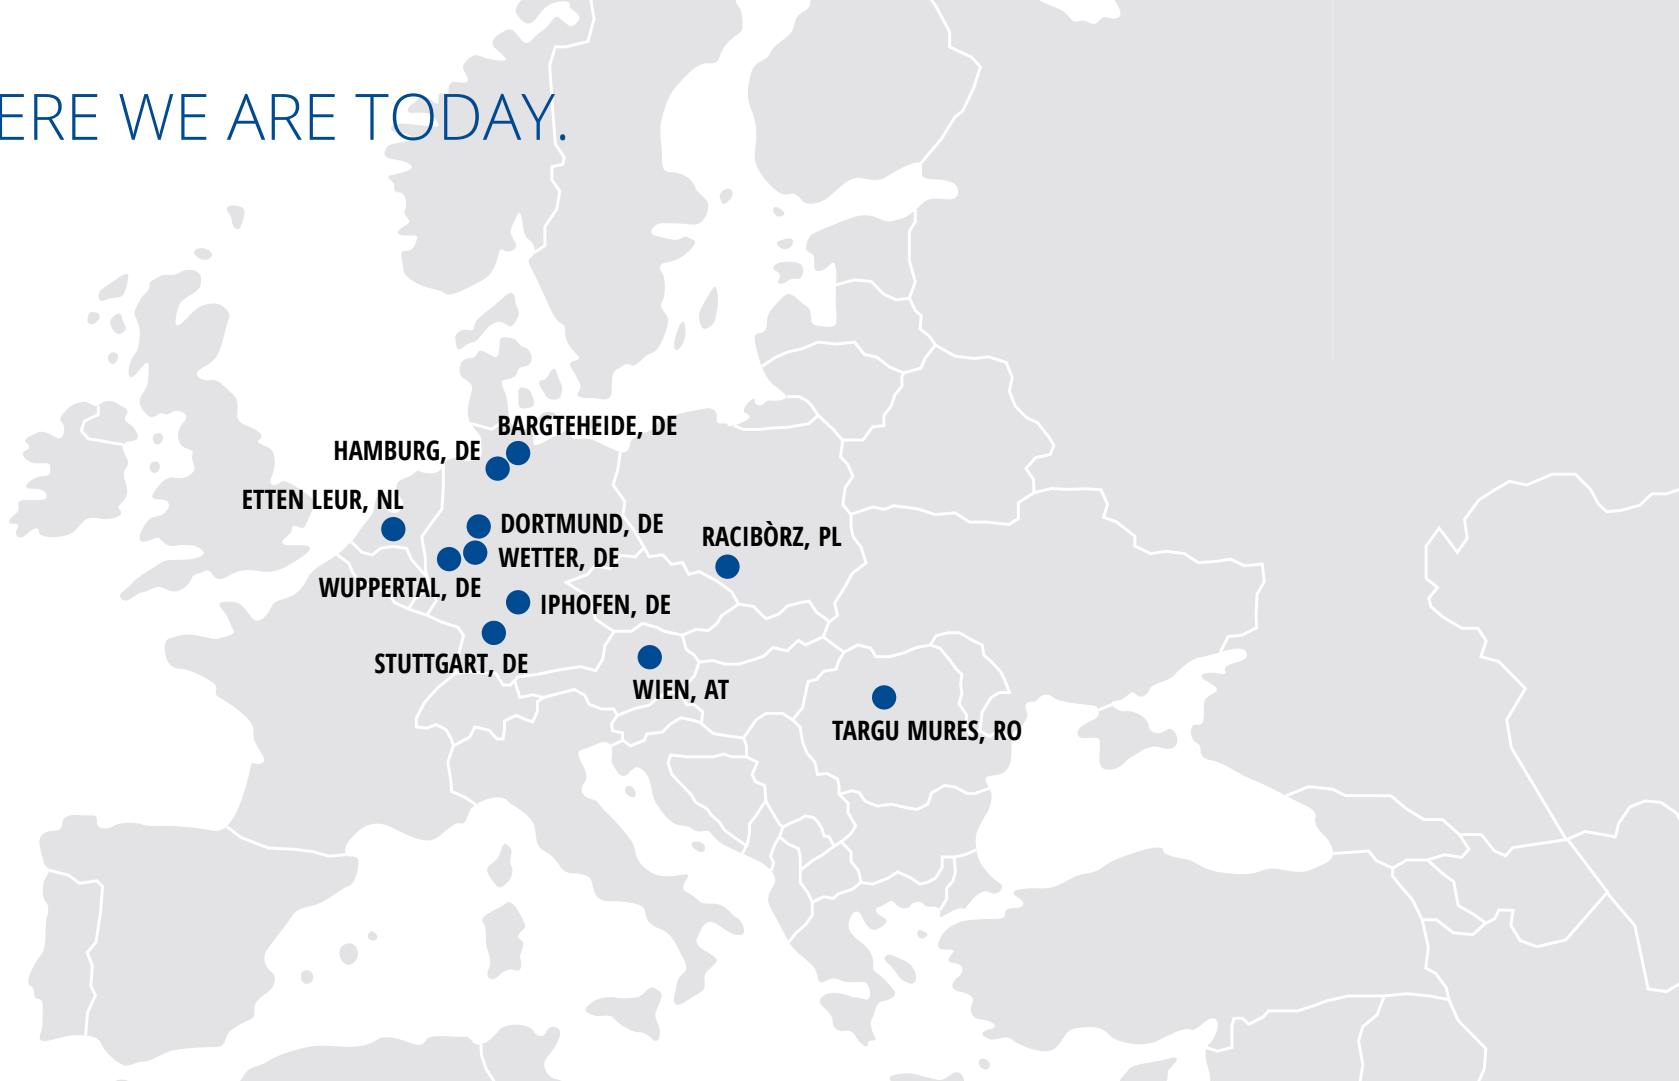 ERE WE ARE TODAY.
BARGTEHEIDE, DE
HAMBURG, DE
ETTEN LEUR, NL
DORTMUND, DE
RACIBÒRZ, PL
WETTER, DE
WUPPERTAL, DE
IPHOFEN, DE
STUTTGART, DE
WIEN, AT
TARGU MURES, RO